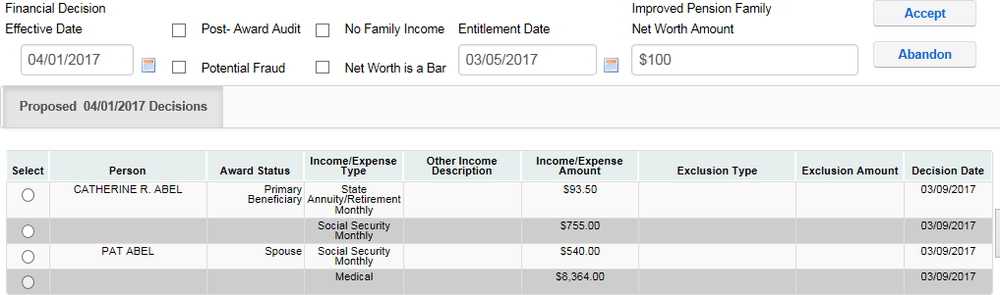 Financial Decision
Effective Date
Post- Award Audit
No Family Income
Entitlement Date
Improved Pension Family
Net Worth Amount
Accept
04/01/2017
Potential Fraud
Net Worth is a Bar
03/05/2017
$100
Abandon
Proposed 04/01/2017 Decisions
Select Person Award Status Income/Expense Type Other Income Description Income/Expense Amount Exclusion Type Exclusion Amount Decision Date
CATHERINE R. ABEL Primary Beneficiary State Annuity/Retirement Monthly $93.50 03/09/2017
Social Security Monthly $755.00 03/09/2017
PAT ABEL Spouse Social Security Monthly $540.00 03/09/2017
Medical $8,364.00 03/09/2017